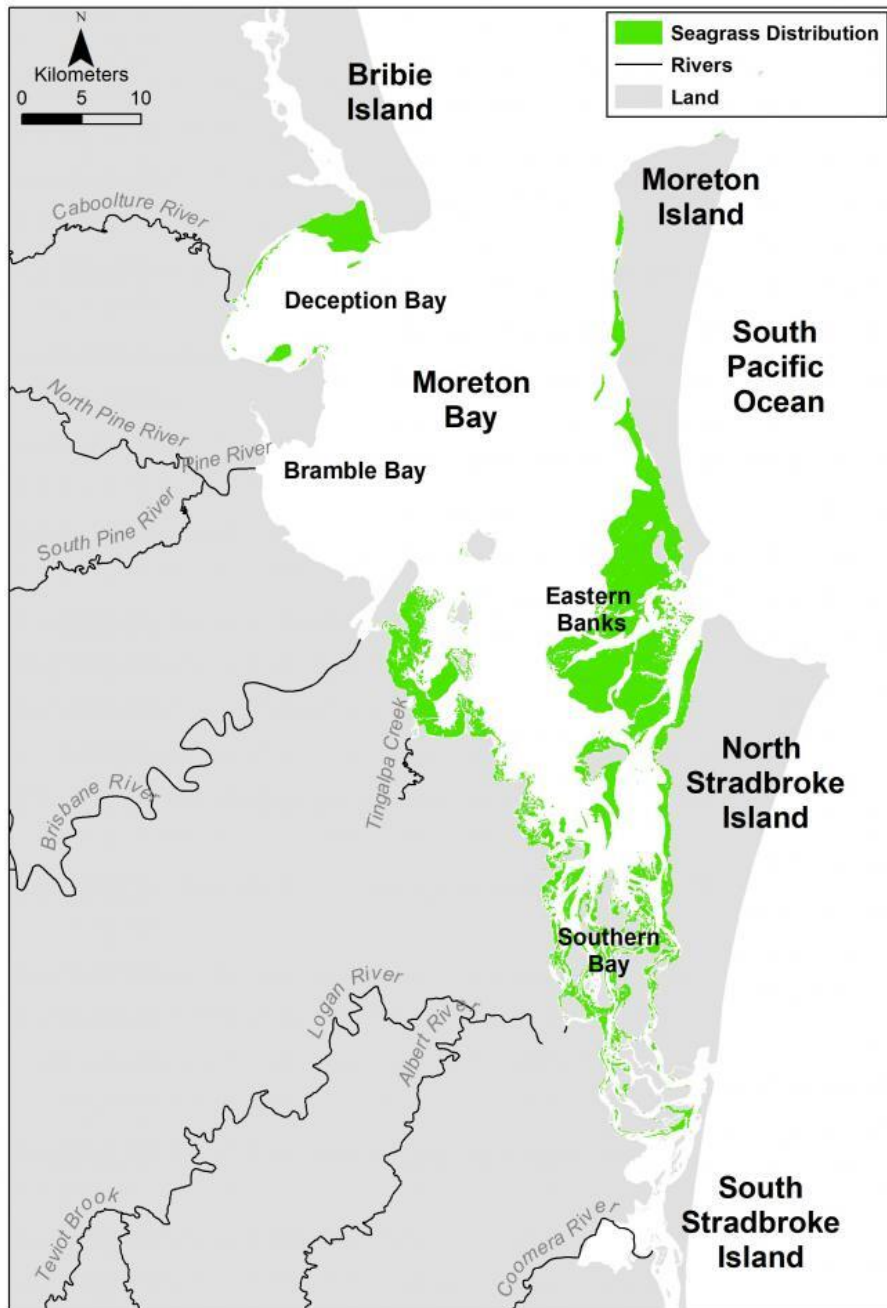 N
Kilometers
0 5 10
Seagrass Distribution
Rivers
Land
Bribie
Island
Moreton
Island
Caboolture River
Deception Bay
South
Pacific
Ocean
Moreton
Bay
North Pine River
Pine River
Bramble Bay
South Pine River
Eastern
Banks
Tingalpa Creek
North
Stradbroke
Island
Brisbane River
Southern
Bay
Logan River
Albert River
South
Stradbroke
Island
Teviot Brook
Coomera River